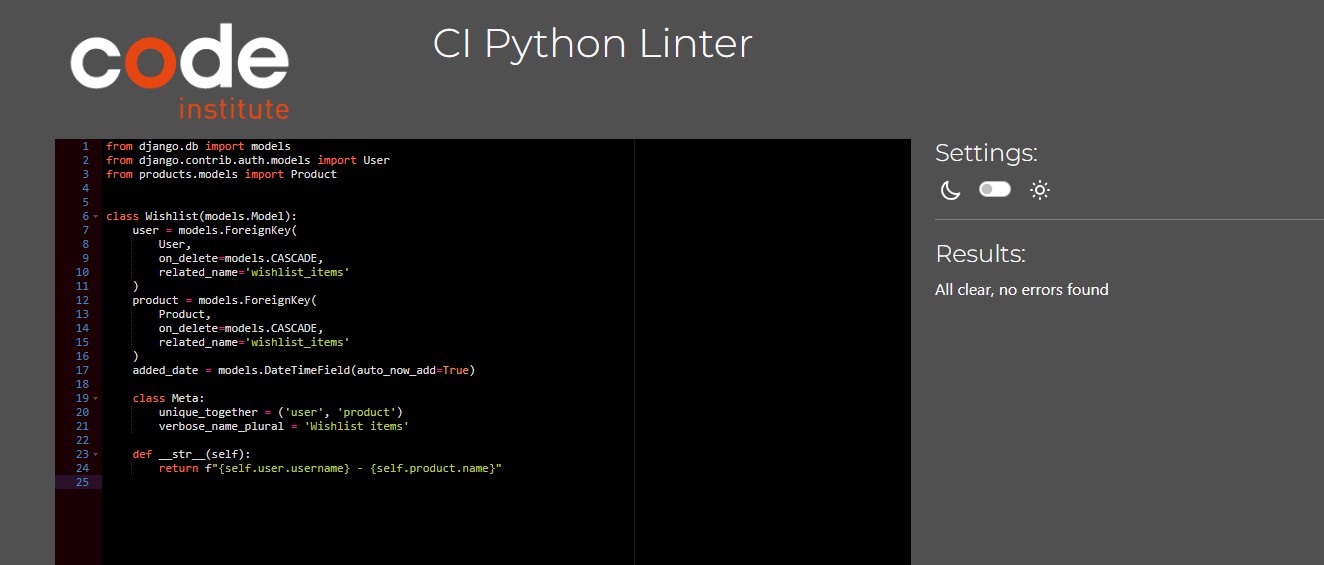 code
institute
CI Python Linter
1 from django.db import models
2 from django.contrib.auth.models import User
3 from products.models import Product
4
5
6 class Wishlist(models.Model):
7     user = models.ForeignKey(
8         User,
9         on_delete=models.CASCADE,
10         related_name='wishlist_items'
11     )
12     product = models.ForeignKey(
13         Product,
14         on_delete=models.CASCADE,
15         related_name='wishlist_items'
16     )
17     added_date = models.DateTimeField(auto_now_add=True)
18
19     class Meta:
20         unique_together = ('user', 'product')
21         verbose_name_plural = 'Wishlist items'
22
23     def __str__(self):
24         return f"{self.user.username} - {self.product.name}"
25
Settings:
Results:
All clear, no errors found